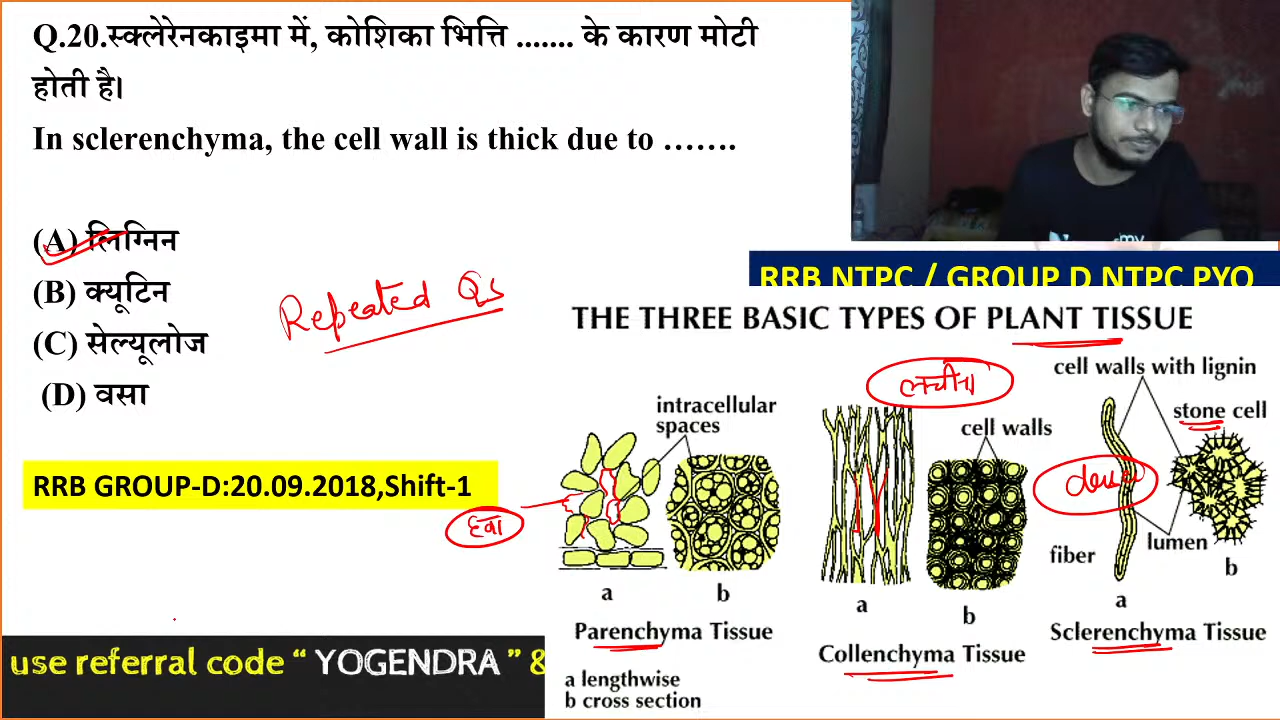 Q.20.स्क्लेरेनकाइमा में, कोशिका भित्ति ....... के कारण मोटी
होती है।
In sclerenchyma, the cell wall is thick due to …….
(A) लिग्निन
(B) क्यूटिन
(C) सेल्यूलोज
(D) वसा
Repeated Qs
RRB GROUP-D:20.09.2018,Shift-1
use referral code “ YOGENDRA ” &
RRB NTPC / GROUP D NTPC PYQ
THE THREE BASIC TYPES OF PLANT TISSUE
intracellular
spaces
हवा
a
b
Parenchyma Tissue
a lengthwise
b cross section
लचीला
cell walls
a
b
Collenchyma Tissue
cell walls with lignin
stone cell
fiber
lumen
a
b
Sclerenchyma Tissue